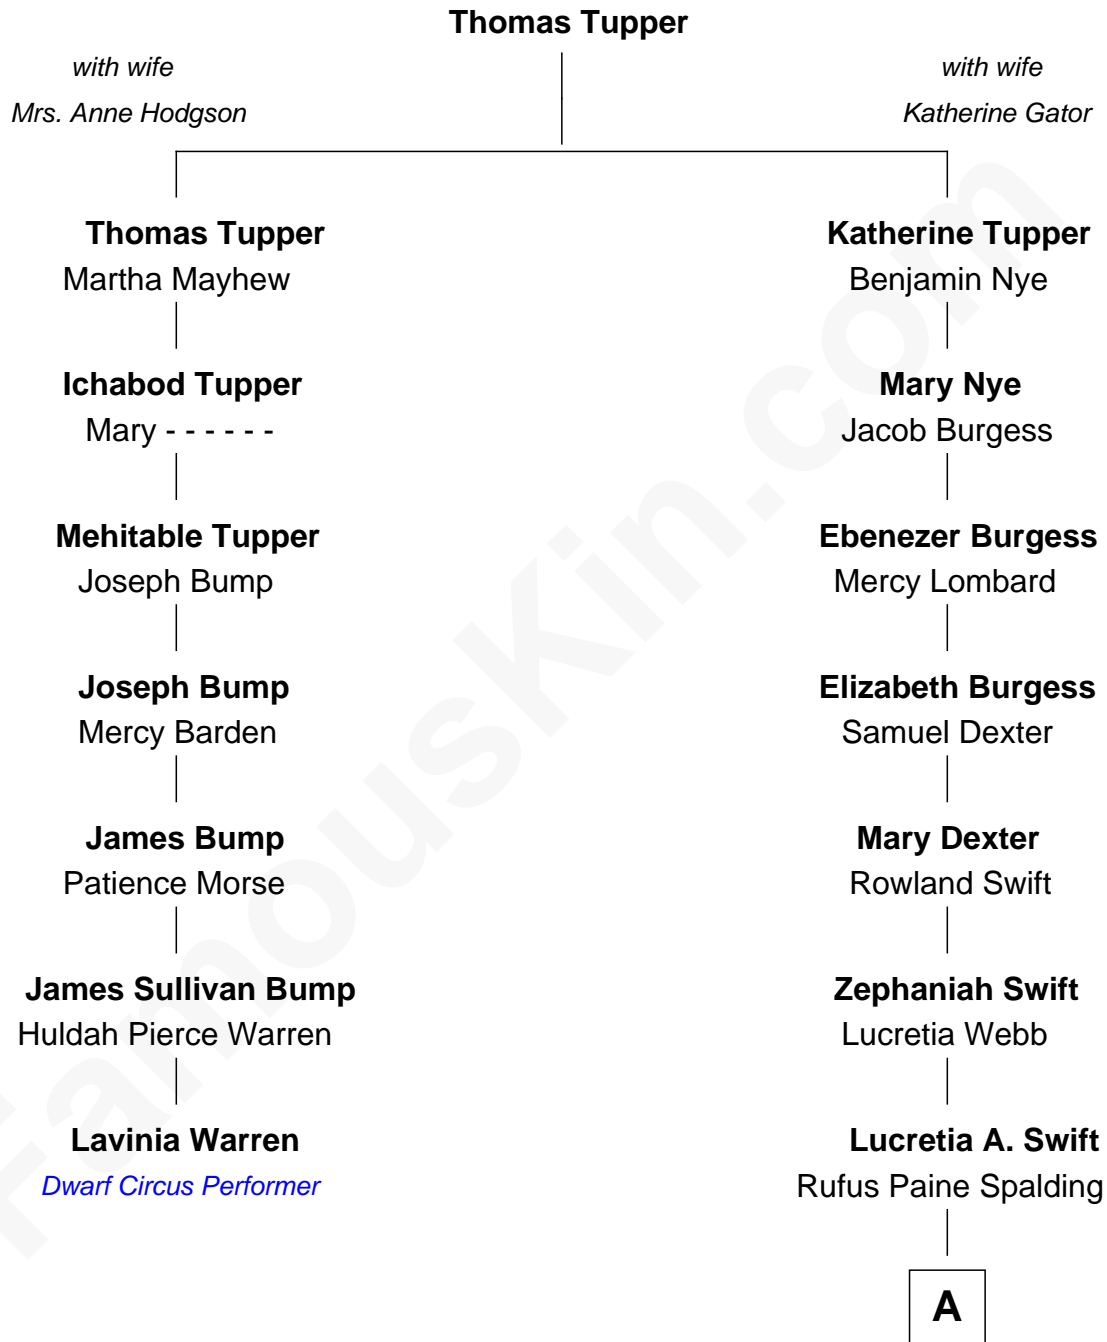 Thomas Tupper
with wife
Mrs. Anne Hodgson
with wife
Katherine Gator
Thomas Tupper
Martha Mayhew
Katherine Tupper
Benjamin Nye
Ichabod Tupper
Mary - - - - - -
Mary Nye
Jacob Burgess
Mehitable Tupper
Joseph Bump
Ebenezer Burgess
Mercy Lombard
Joseph Bump
Mercy Barden
Elizabeth Burgess
Samuel Dexter
James Bump
Patience Morse
Mary Dexter
Rowland Swift
James Sullivan Bump
Huldah Pierce Warren
Zephaniah Swift
Lucretia Webb
Lavinia Warren
Dwarf Circus Performer
Lucretia A. Swift
Rufus Paine Spalding
A
FamousKin.com